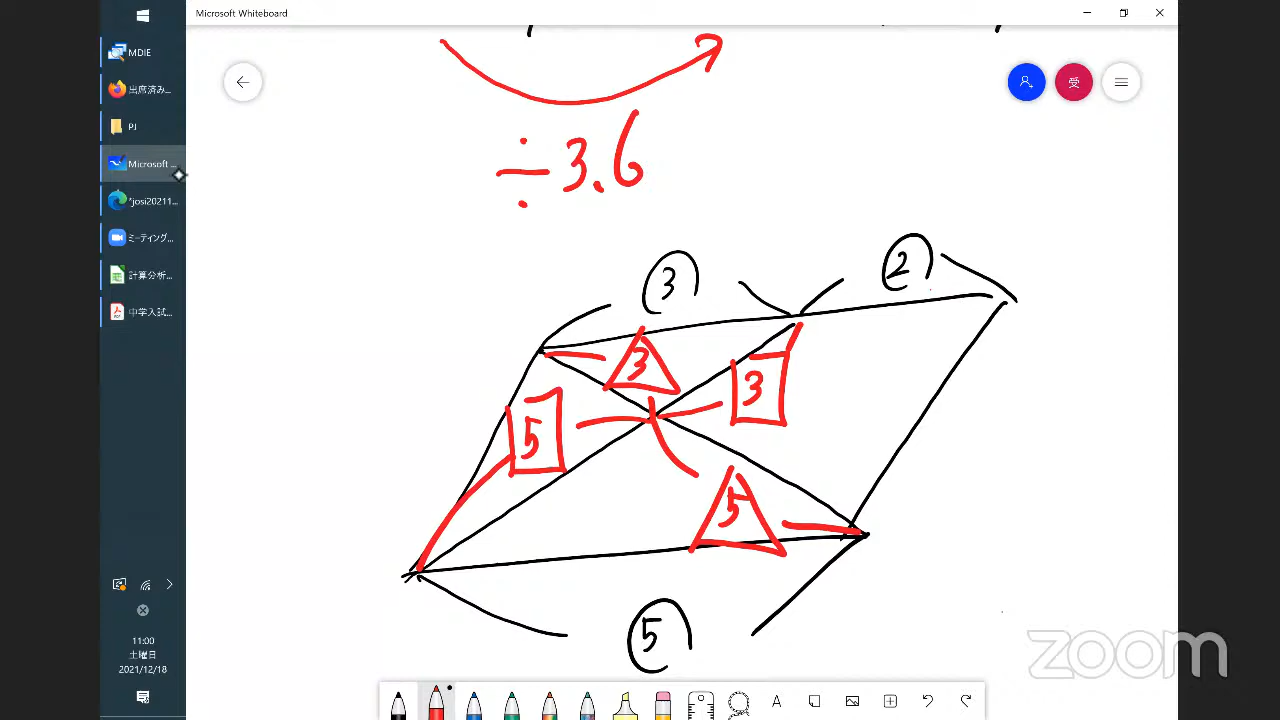 Microsoft Whiteboard
MDIE
出席済み...
PJ
Microsoft ...
*josi20211...
ミーティング...
計算分析...
中学入試...
受
÷3.6
③
②
3
3
5
5
⑤
11:00
土曜日
2021/12/18
A
zoom